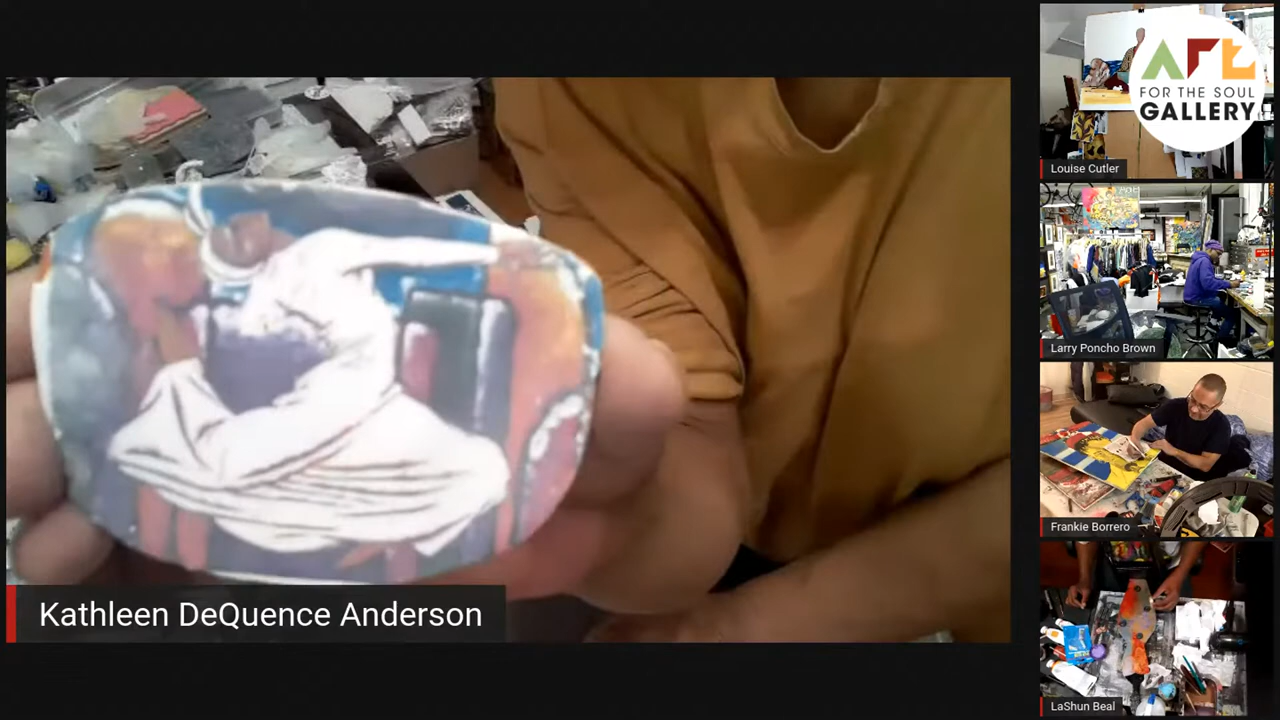 Kathleen DeQuence Anderson
ART
FOR THE SOUL
GALLERY
Louise Cutler
Larry Poncho Brown
Frankie Borrero
LaShun Beal